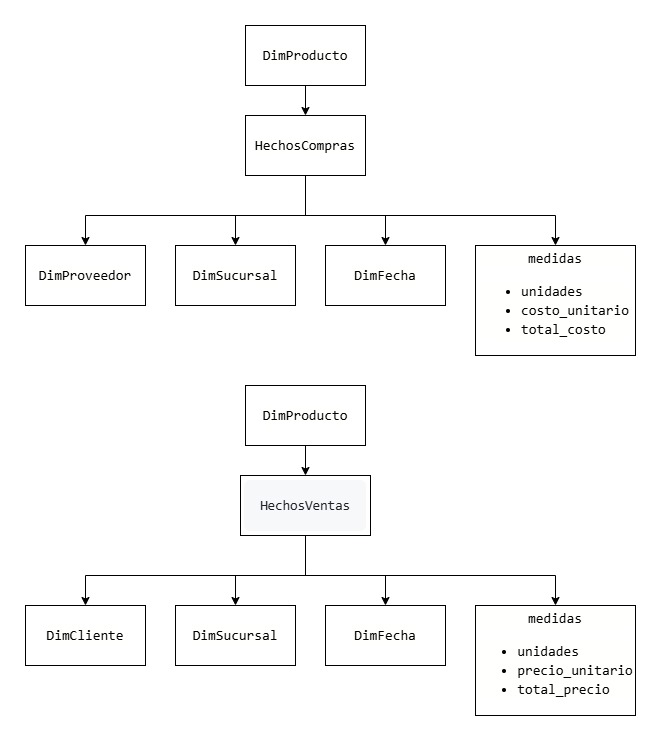 DimProducto
HechosCompras
DimProveedor
DimSucursal
DimFecha
medidas
• unidades
• costo_unitario
• total_costo
DimProducto
HechosVentas
DimCliente
DimSucursal
DimFecha
medidas
• unidades
• precio_unitario
• total_precio